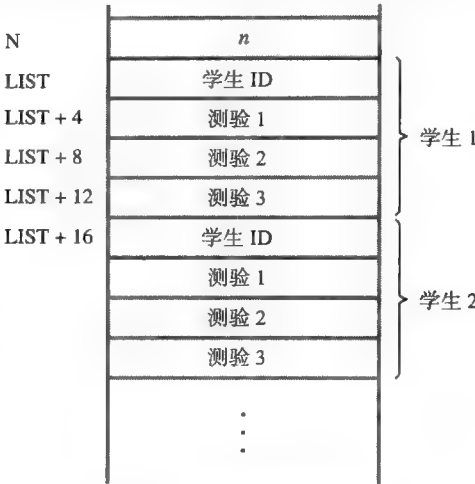 N n
LIST 学生 ID
LIST + 4 测验 1
LIST + 8 测验 2
LIST + 12 测验 3
学生 1
LIST + 16 学生 ID
测验 1
测验 2
测验 3
学生 2